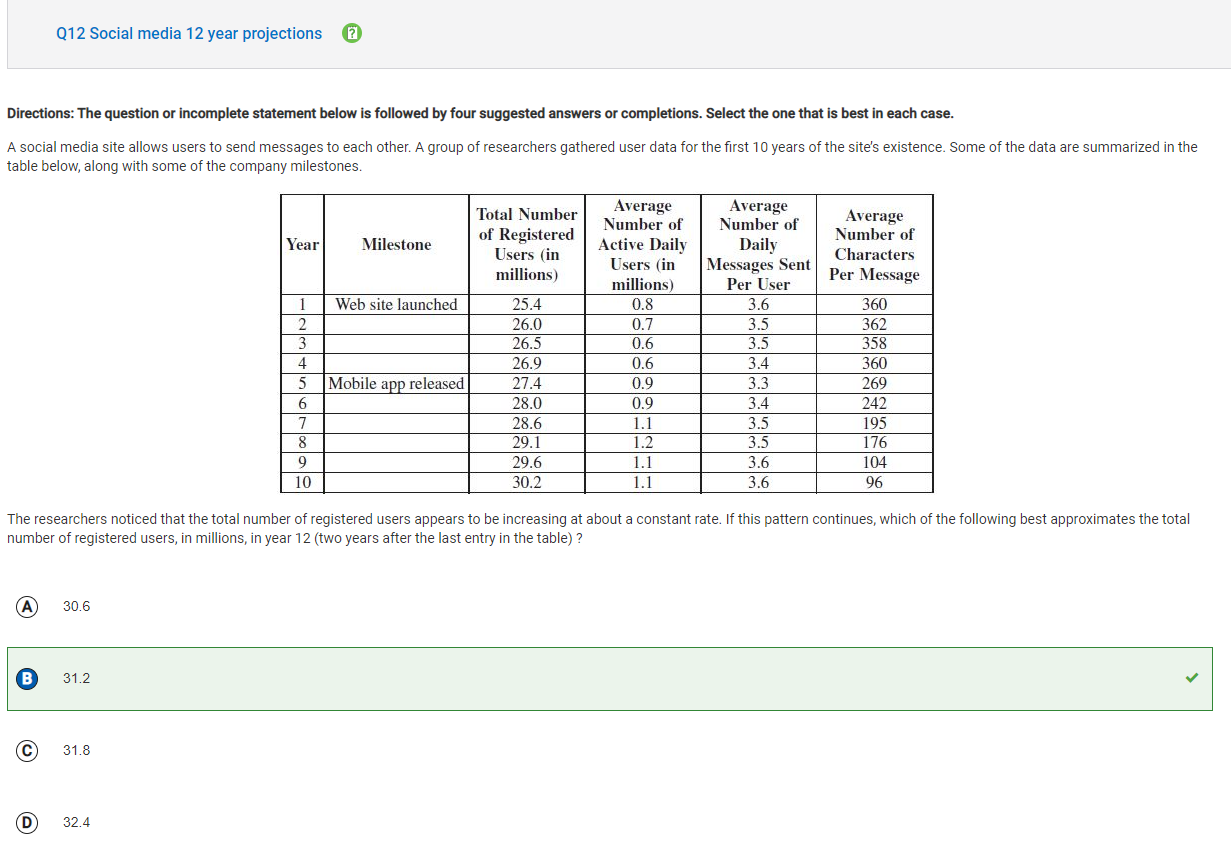 Q12 Social media 12 year projections
Directions: The question or incomplete statement below is followed by four suggested answers or completions. Select the one that is best in each case.
A social media site allows users to send messages to each other. A group of researchers gathered user data for the first 10 years of the site's existence. Some of the data are summarized in the
table below, along with some of the company milestones.
Year Milestone Total Number of Registered Users (in millions) Average Number of Active Daily Users (in millions) Average Number of Daily Messages Sent Per User Average Number of Characters Per Message
1 Web site launched 25.4 0.8 3.6 360
2 26.0 0.7 3.5 362
3 26.5 0.6 3.5 358
4 26.9 0.6 3.4 360
5 Mobile app released 27.4 0.9 3.3 269
6 28.0 0.9 3.4 242
7 28.6 1.1 3.5 195
8 29.1 1.2 3.5 176
9 29.6 1.1 3.6 104
10 30.2 1.1 3.6 96
The researchers noticed that the total number of registered users appears to be increasing at about a constant rate. If this pattern continues, which of the following best approximates the total
number of registered users, in millions, in year 12 (two years after the last entry in the table) ?
A 30.6
B 31.2
C 31.8
D 32.4